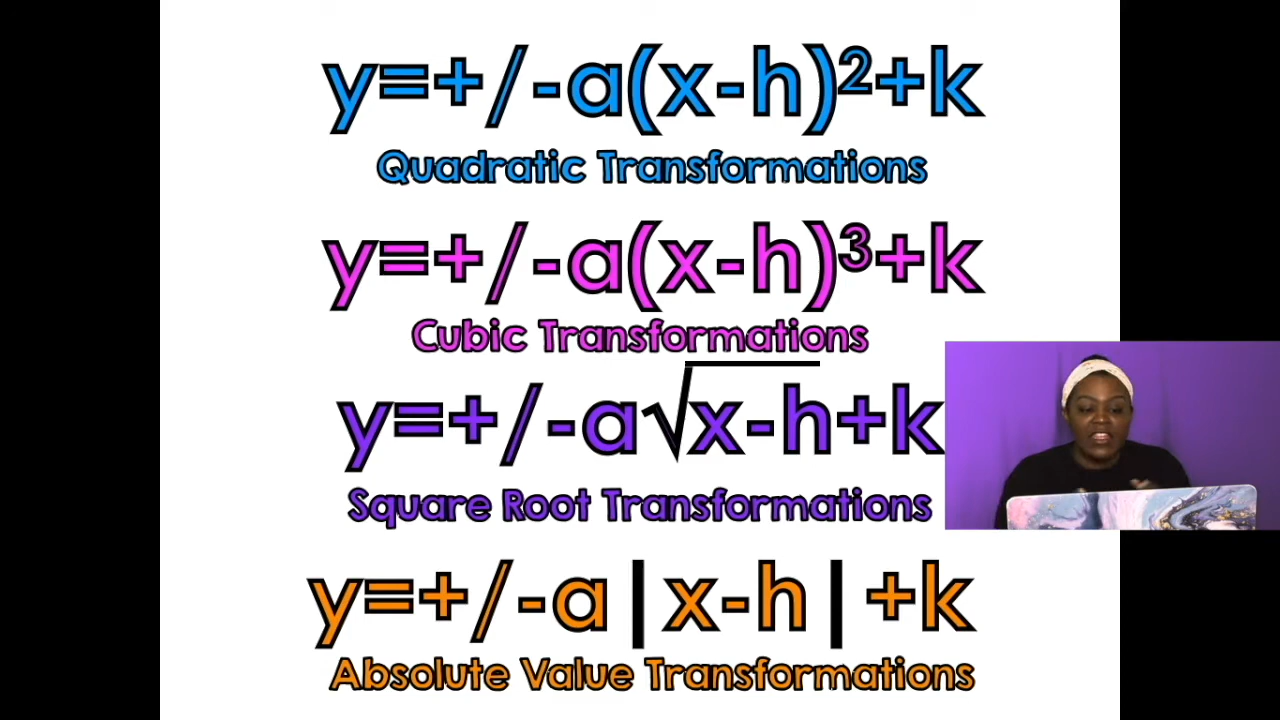 y=+/-a(x-h)²+k
Quadratic Transformations
y=+/-a(x-h)³+k
Cubic Transformations
y=+/-a√x-h+k
Square Root Transformations
y=+/-a|x-h|+k
Absolute Value Transformations